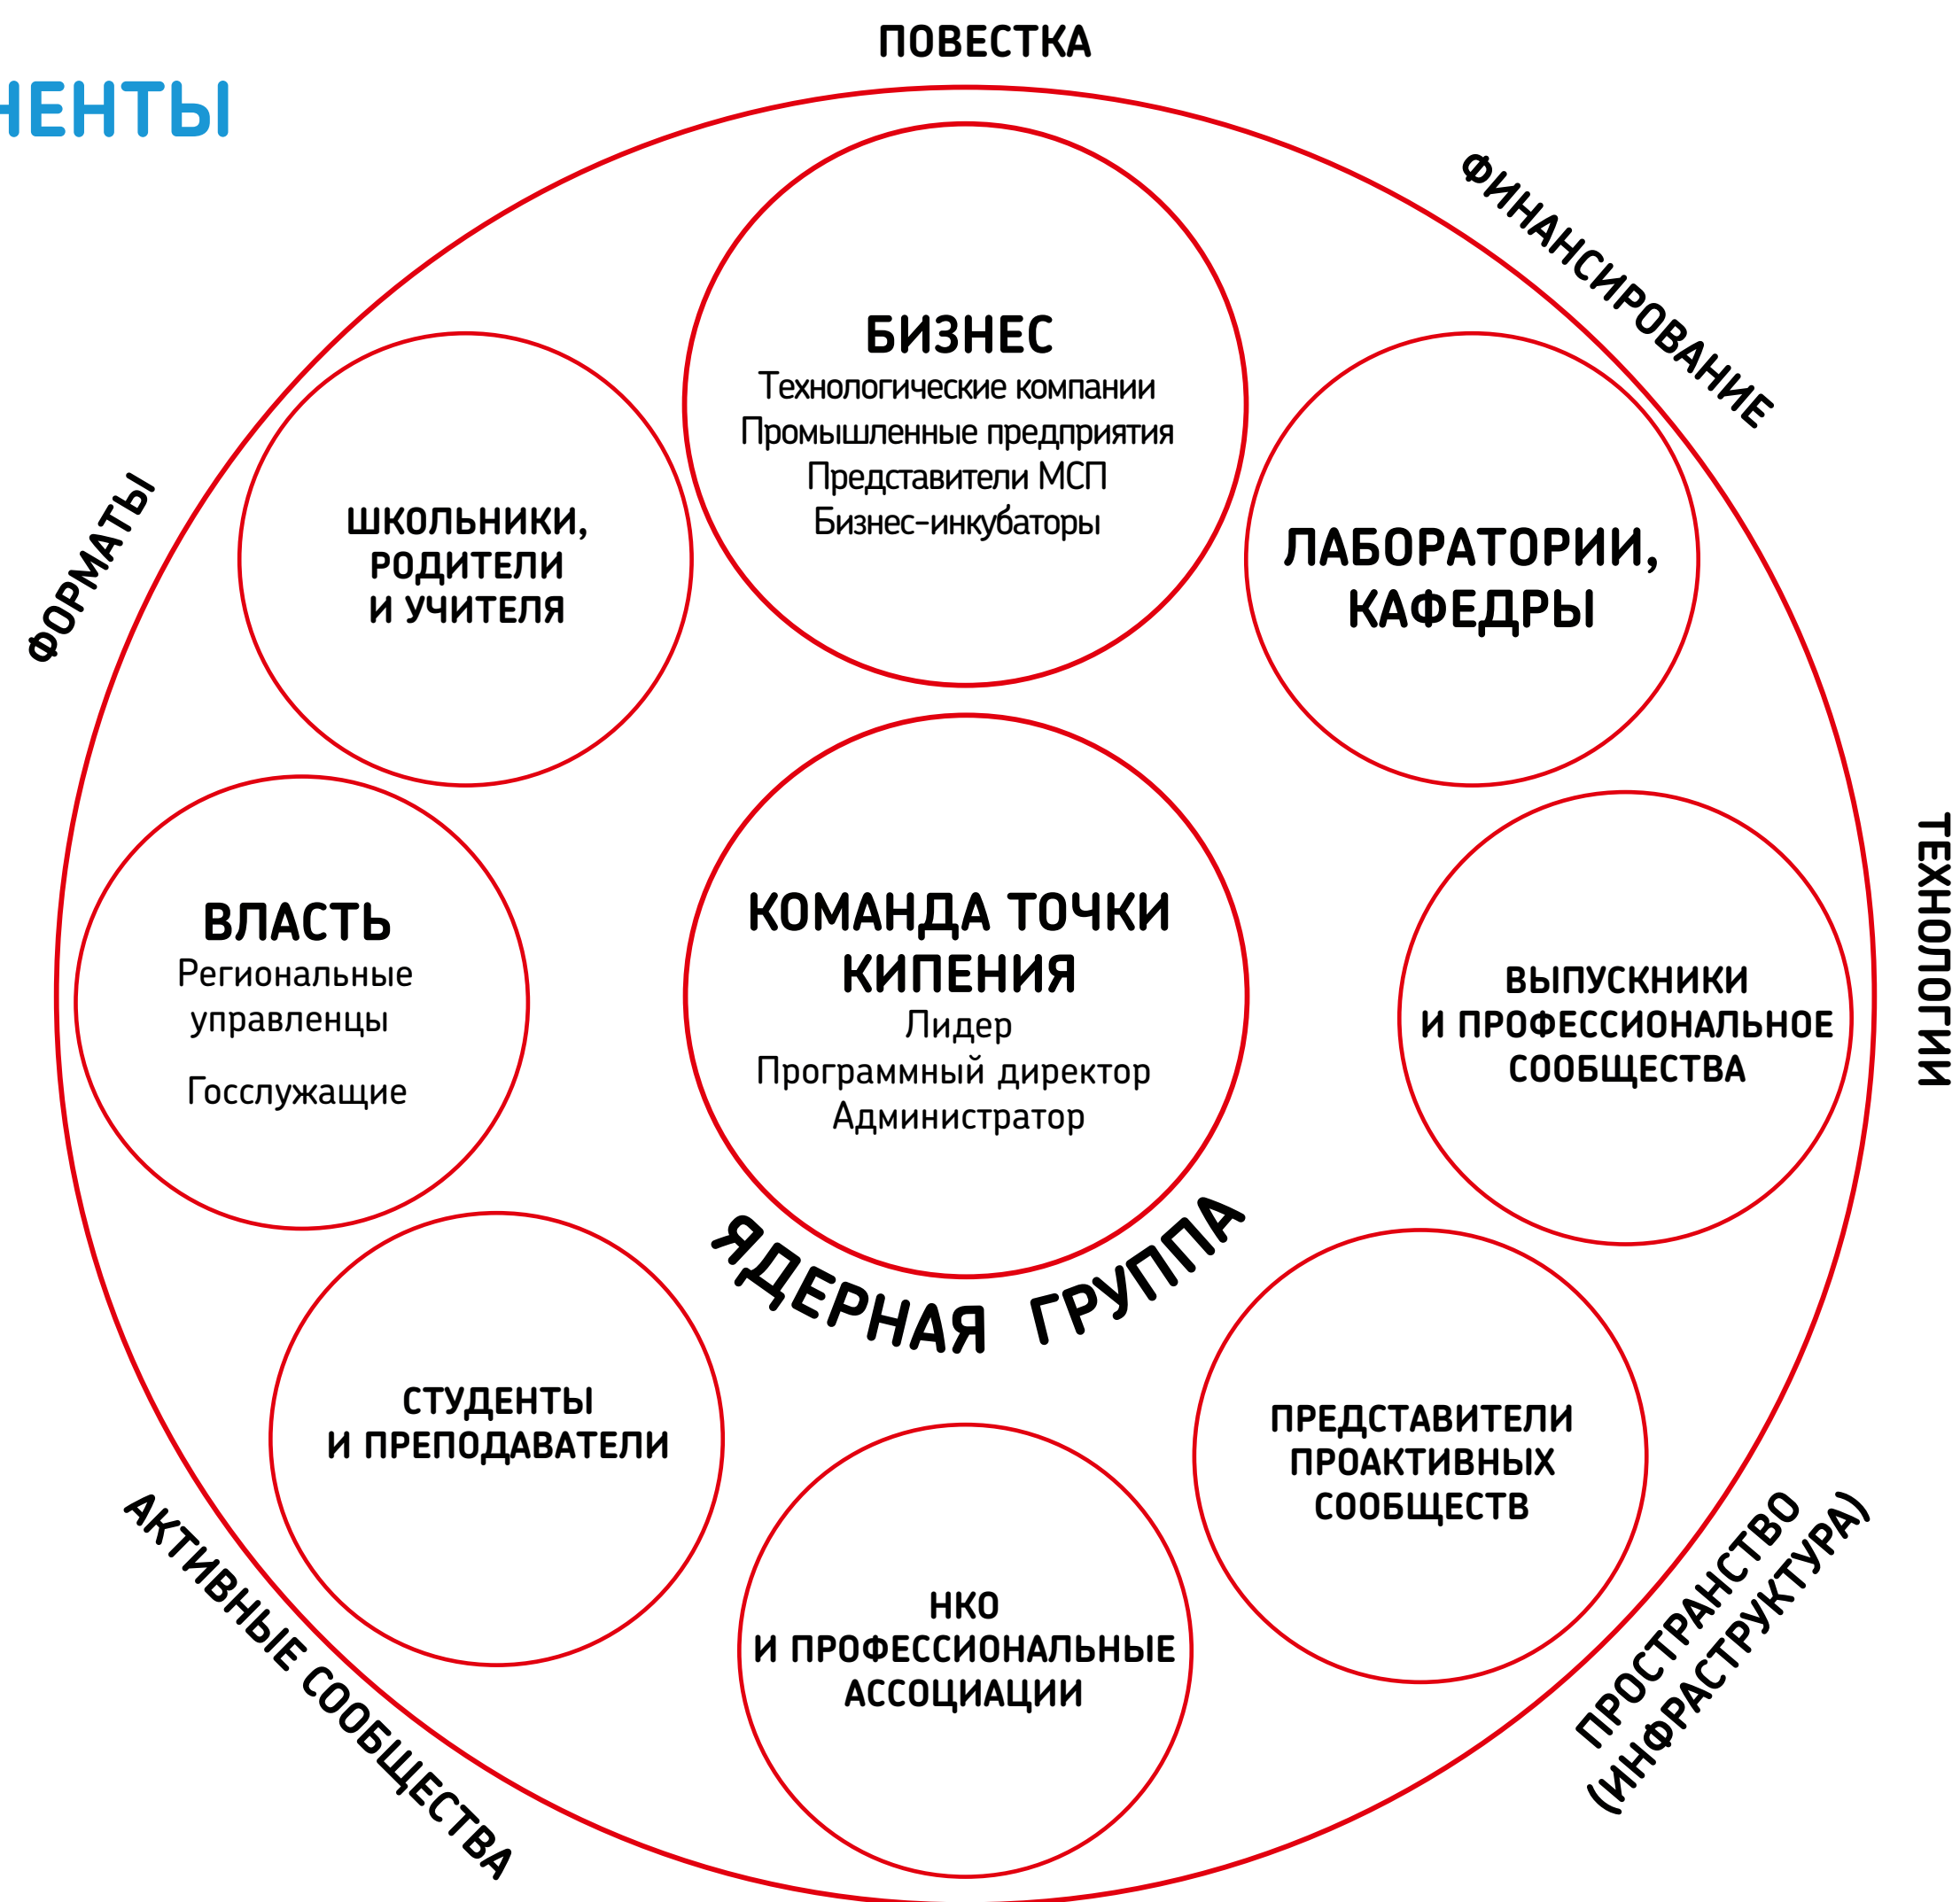 ПОВЕСТКА
НЕНТЫ
ФИНАНСИРОВАНИЕ
БИЗНЕС
Технологические компании
Промышленные предприятия
Представители МСП
Бизнес-инкубаторы
ФОРМАТЫ
ШКОЛЬНИКИ,
РОДИТЕЛИ
И УЧИТЕЛЯ
ЛАБОРАТОРИИ,
КАФЕДРЫ
ТЕХНОЛОГИИ
ВЛАСТЬ
Региональные
управленцы
Госслужащие
КОМАНДА ТОЧКИ
КИПЕНИЯ
Лидер
Программный директор
Администратор
ВЫПУСКНИКИ
И ПРОФЕССИОНАЛЬНОЕ
СООБЩЕСТВА
ЯДЕРНАЯ ГРУППА
СТУДЕНТЫ
И ПРЕПОДАВАТЕЛИ
ПРЕДСТАВИТЕЛИ
ПРОАКТИВНЫХ
СООБЩЕСТВ
АКТИВНЫЕ СООБЩЕСТВА
НКО
И ПРОФЕССИОНАЛЬНЫЕ
АССОЦИАЦИИ
ПРОСТРАНСТВО
(ИНФРАСТРУКТУРА)